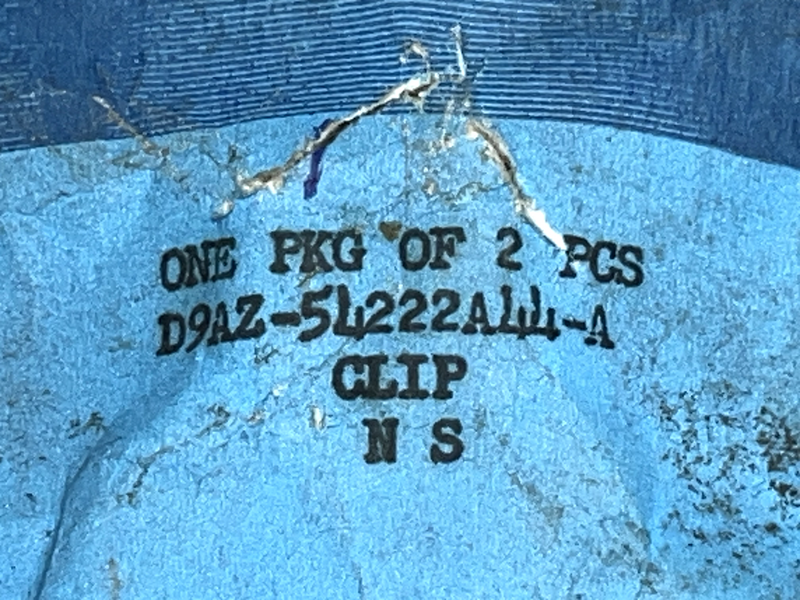 ONE PKG OF 2 PCS
D9AZ-54222A44-A
CLIP
N S